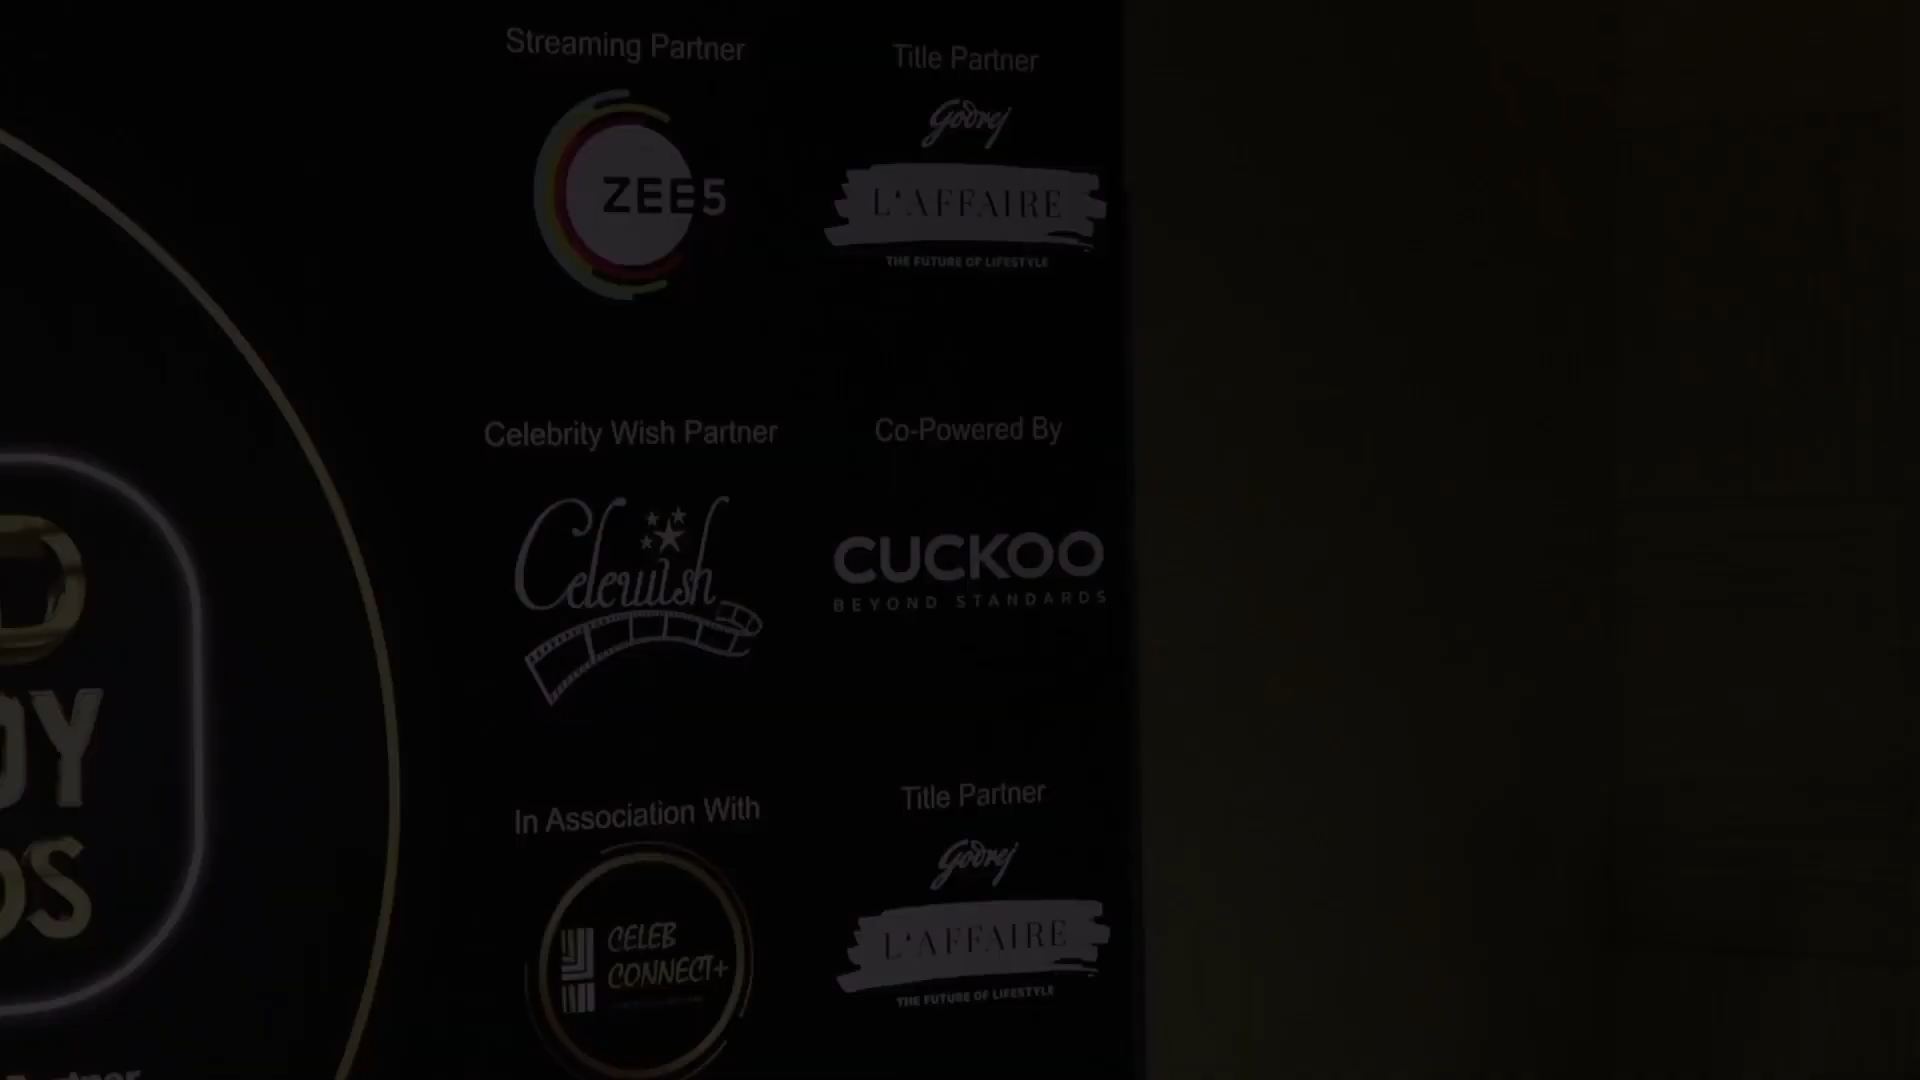 Streaming Partner
ZEE5
Title Partner
Godrej
L'AFFAIRE
THE FUTURE OF LIFESTYLE
Celebrity Wish Partner
Celewish
Co-Powered By
CUCKOO
BEYOND STANDARDS
In Association With
CELEB
CONNECT+
Title Partner
Godrej
L'AFFAIRE
THE FUTURE OF LIFESTYLE